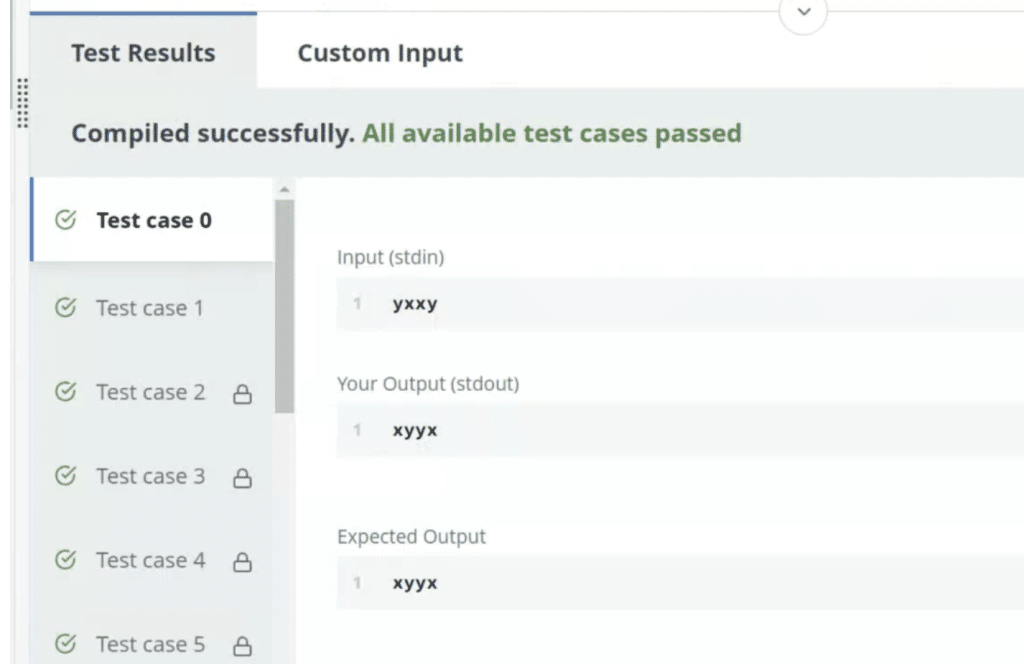 Test Results
Custom Input
Compiled successfully. All available test cases passed
Test case 0
Test case 1
Test case 2
Test case 3
Test case 4
Test case 5
Input (stdin)
1 yxxy
Your Output (stdout)
1 xyyx
Expected Output
1 xyyx